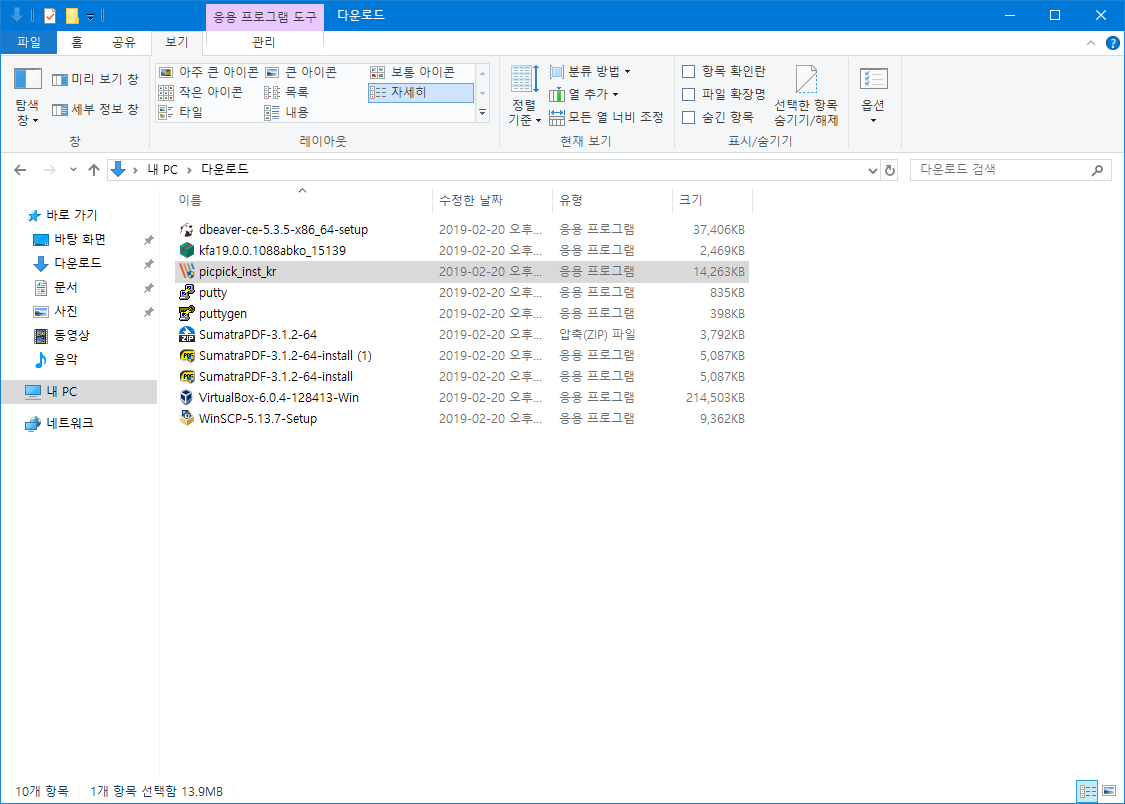 응용 프로그램 도구 다운로드
파일 홈 공유 보기 관리
탐색 창
미리 보기 창
세부 정보 창
창
아주 큰 아이콘 큰 아이콘 보통 아이콘
작은 아이콘 목록 자세히
타일 내용
레이아웃
정렬 기준
분류 방법
열 추가
모든 열 너비 조정
현재 보기
항목 확인란
파일 확장명
숨긴 항목
선택한 항목
숨기기/해제
표시/숨기기
옵션
내 PC 다운로드
다운로드 검색
바로 가기
바탕 화면
다운로드
문서
사진
동영상
음악
내 PC
네트워크
이름 수정한 날짜 유형 크기
dbeaver-ce-5.3.5-x86_64-setup 2019-02-20 오후... 응용 프로그램 37,406KB
kfa19.0.0.1088abko_15139 2019-02-20 오후... 응용 프로그램 2,469KB
picpick_inst_kr 2019-02-20 오후... 응용 프로그램 14,263KB
putty 2019-02-20 오후... 응용 프로그램 835KB
puttygen 2019-02-20 오후... 응용 프로그램 398KB
SumatraPDF-3.1.2-64 2019-02-20 오후... 압축(ZIP) 파일 3,792KB
SumatraPDF-3.1.2-64-install (1) 2019-02-20 오후... 응용 프로그램 5,087KB
SumatraPDF-3.1.2-64-install 2019-02-20 오후... 응용 프로그램 5,087KB
VirtualBox-6.0.4-128413-Win 2019-02-20 오후... 응용 프로그램 214,503KB
WinSCP-5.13.7-Setup 2019-02-20 오후... 응용 프로그램 9,362KB
10개 항목 1개 항목 선택함 13.9MB